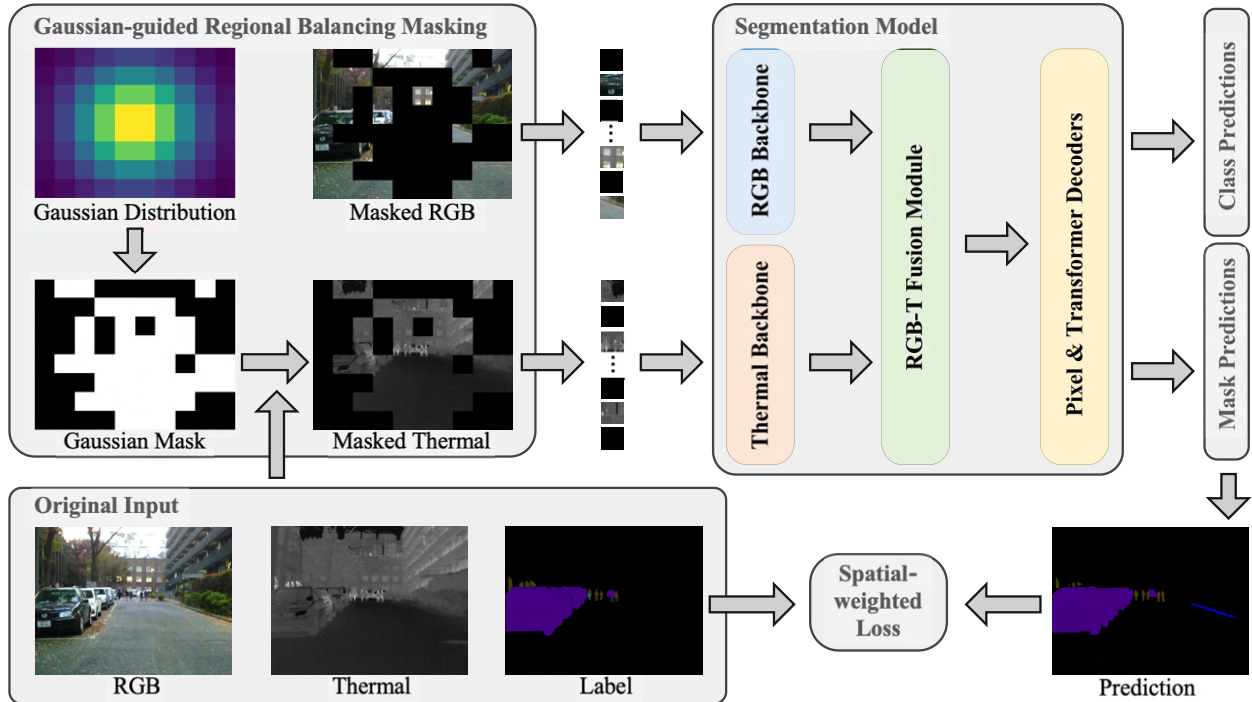 Gaussian-guided Regional Balancing Masking
Gaussian Distribution
Masked RGB
Gaussian Mask
Masked Thermal
Segmentation Model
RGB Backbone
Thermal Backbone
RGB-T Fusion Module
Pixel & Transformer Decoders
Class Predictions
Mask Predictions
Original Input
RGB
Thermal
Label
Spatial-
weighted
Loss
Prediction